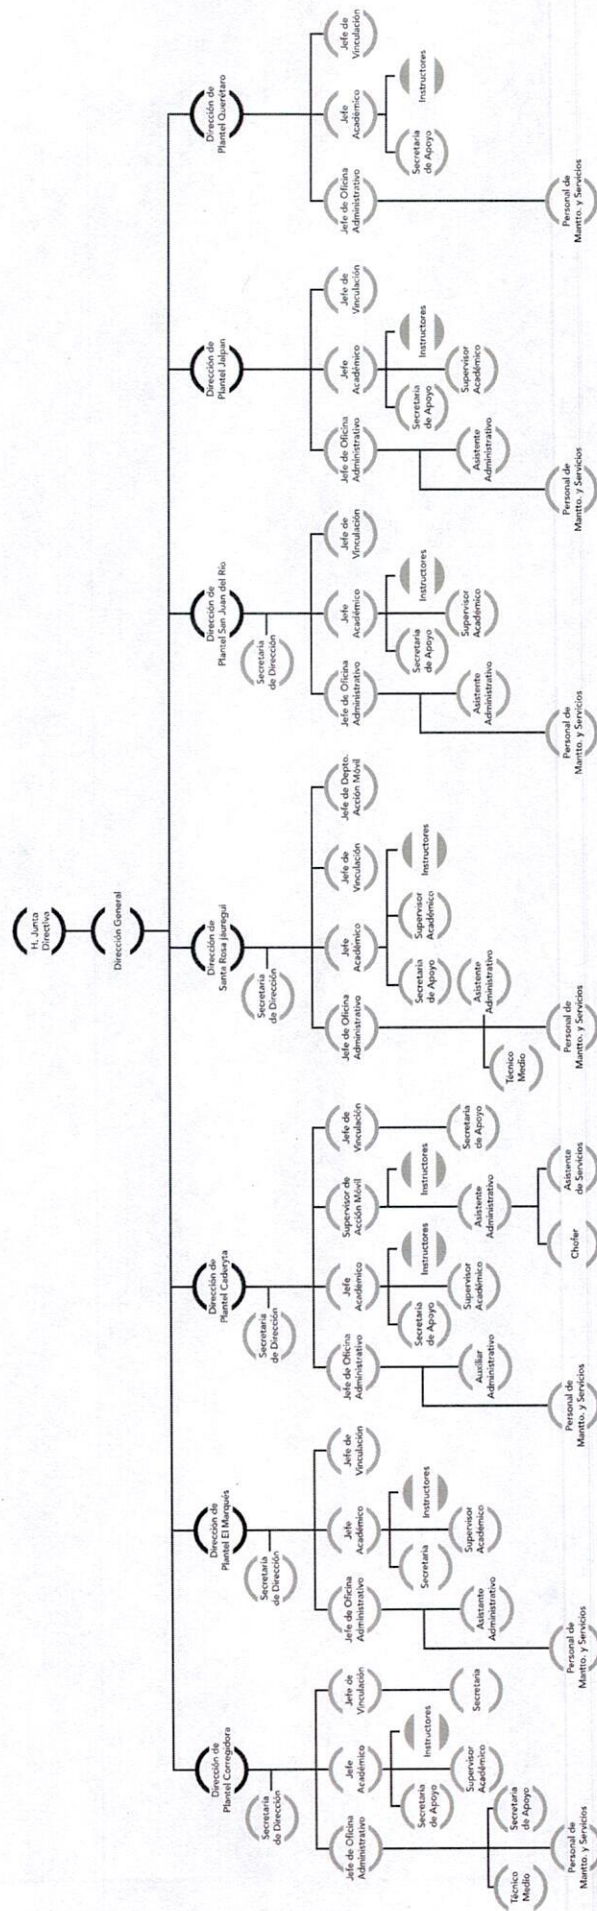 H. Junta
Directiva
Dirección General
Dirección de
Plantel Corregidora
Secretaria
de Dirección
Jefe de Oficina
Administrativo
Jefe
Académico
Jefe de
Vinculación
Secretaria
de Apoyo
Instructores
Supervisor
Académico
Secretaria
Técnico
Medio
Secretaria
de Apoyo
Personal de
Mantto. y Servicios
Dirección de
Plantel El Marqués
Secretaria
de Dirección
Jefe de Oficina
Administrativo
Jefe
Académico
Jefe de
Vinculación
Secretaria
Instructores
Asistante
Administrativo
Supervisor
Académico
Personal de
Mantto. y Servicios
Dirección de
Plantel Caderyta
Secretaria
de Dirección
Jefe de Oficina
Administrativo
Jefe
Académico
Supervisor de
Acción Móvil
Jefe de
Vinculación
Secretaria
de Apoyo
Instructores
Instructores
Auxiliar
Administrativo
Supervisor
Académico
Asistente
Administrativo
Secretaria
de Apoyo
Personal de
Mantto. y Servicios
Chofer
Asistente
de Servicios
Dirección de
Santa Rosa Jauregui
Secretaria
de Dirección
Jefe de Oficina
Administrativo
Jefe
Académico
Jefe de
Vinculación
Jefe de Depto.
Acción Móvil
Secretaria
de Apoyo
Supervisor
Académico
Instructores
Técnico
Medio
Asistente
Administrativo
Personal de
Mantto. y Servicios
Dirección de
Plantel San Juan del Río
Secretaria
de Dirección
Jefe de Oficina
Administrativo
Jefe
Académico
Jefe de
Vinculación
Secretaria
de Apoyo
Instructores
Asistente
Administrativo
Supervisor
Académico
Personal de
Mantto. y Servicios
Dirección de
Plantel Jalpan
Jefe de Oficina
Administrativo
Jefe
Académico
Jefe de
Vinculación
Secretaria
de Apoyo
Instructores
Asistente
Administrativo
Supervisor
Académico
Personal de
Mantto. y Servicios
Dirección de
Plantel Querétaro
Jefe de Oficina
Administrativo
Jefe
Académico
Jefe de
Vinculación
Secretaria
de Apoyo
Instructores
Personal de
Mantto. y Servicios